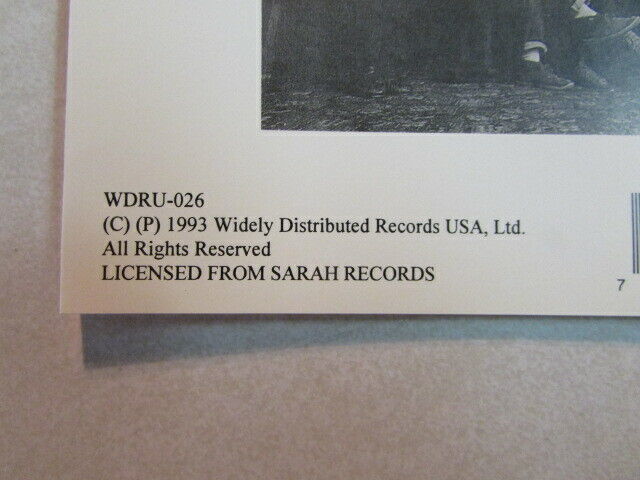 WDRU-026
(C) (P) 1993 Widely Distributed Records USA, Ltd.
All Rights Reserved
LICENSED FROM SARAH RECORDS
7